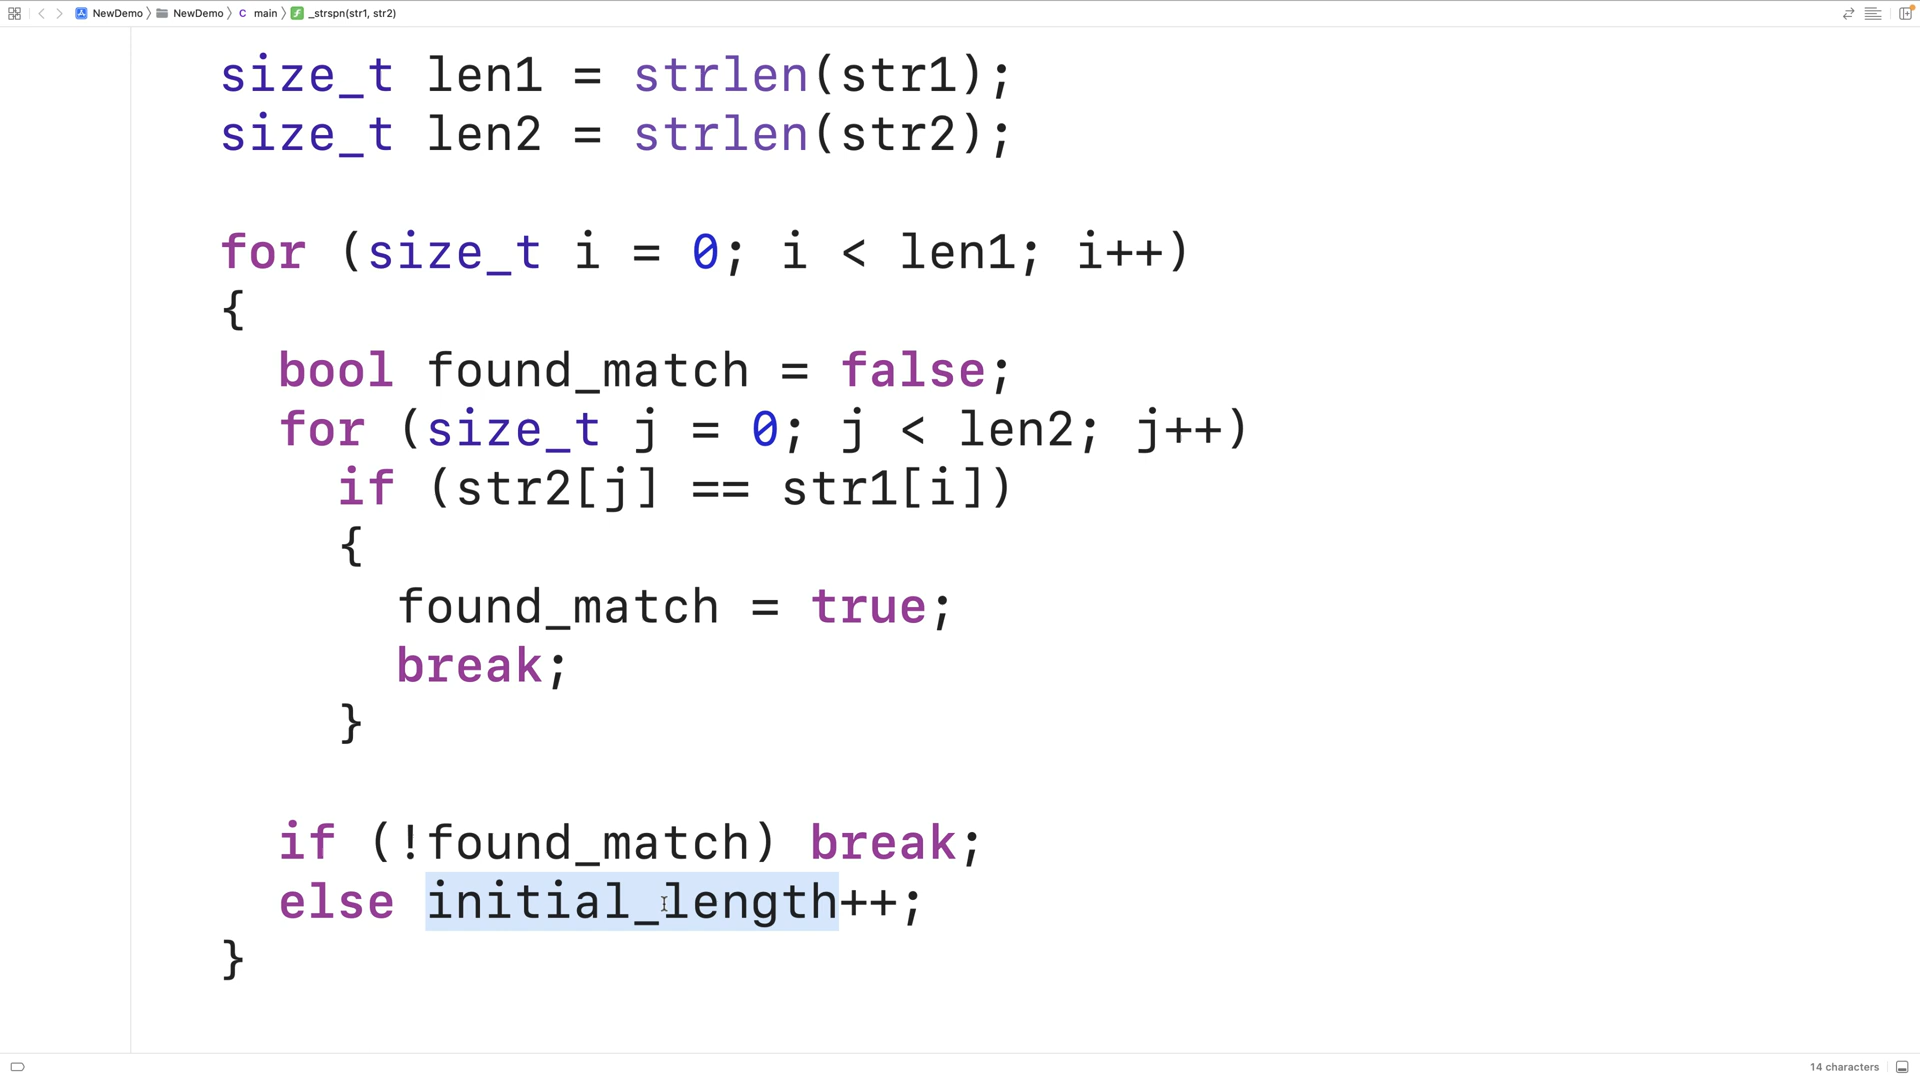 NewDemo NewDemo C main f _strspn(str1, str2)
size_t len1 = strlen(str1);
size_t len2 = strlen(str2);
for (size_t i = 0; i < len1; i++)
{
bool found_match = false;
for (size_t j = 0; j < len2; j++)
if (str2[j] == str1[i])
{
found_match = true;
break;
}
if (!found_match) break;
else initial_length++;
}
14 characters